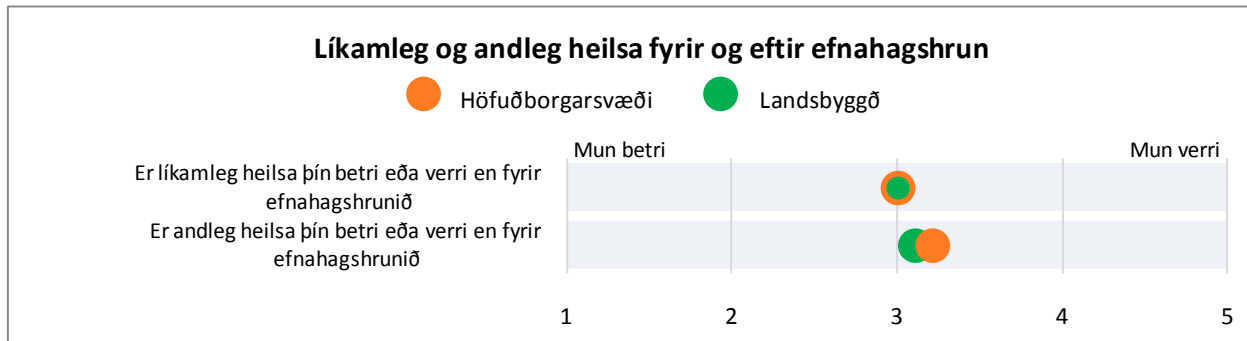 Líkamleg og andleg heilsa fyrir og eftir efnahagshrun
Höfuðborgarsvæði Landsbyggð
Mun betri Mun verri
Er líkamleg heilsa þín betri eða verri en fyrir
efnahagshrunið
Er andleg heilsa þín betri eða verri en fyrir
efnahagshrunið
1 2 3 4 5